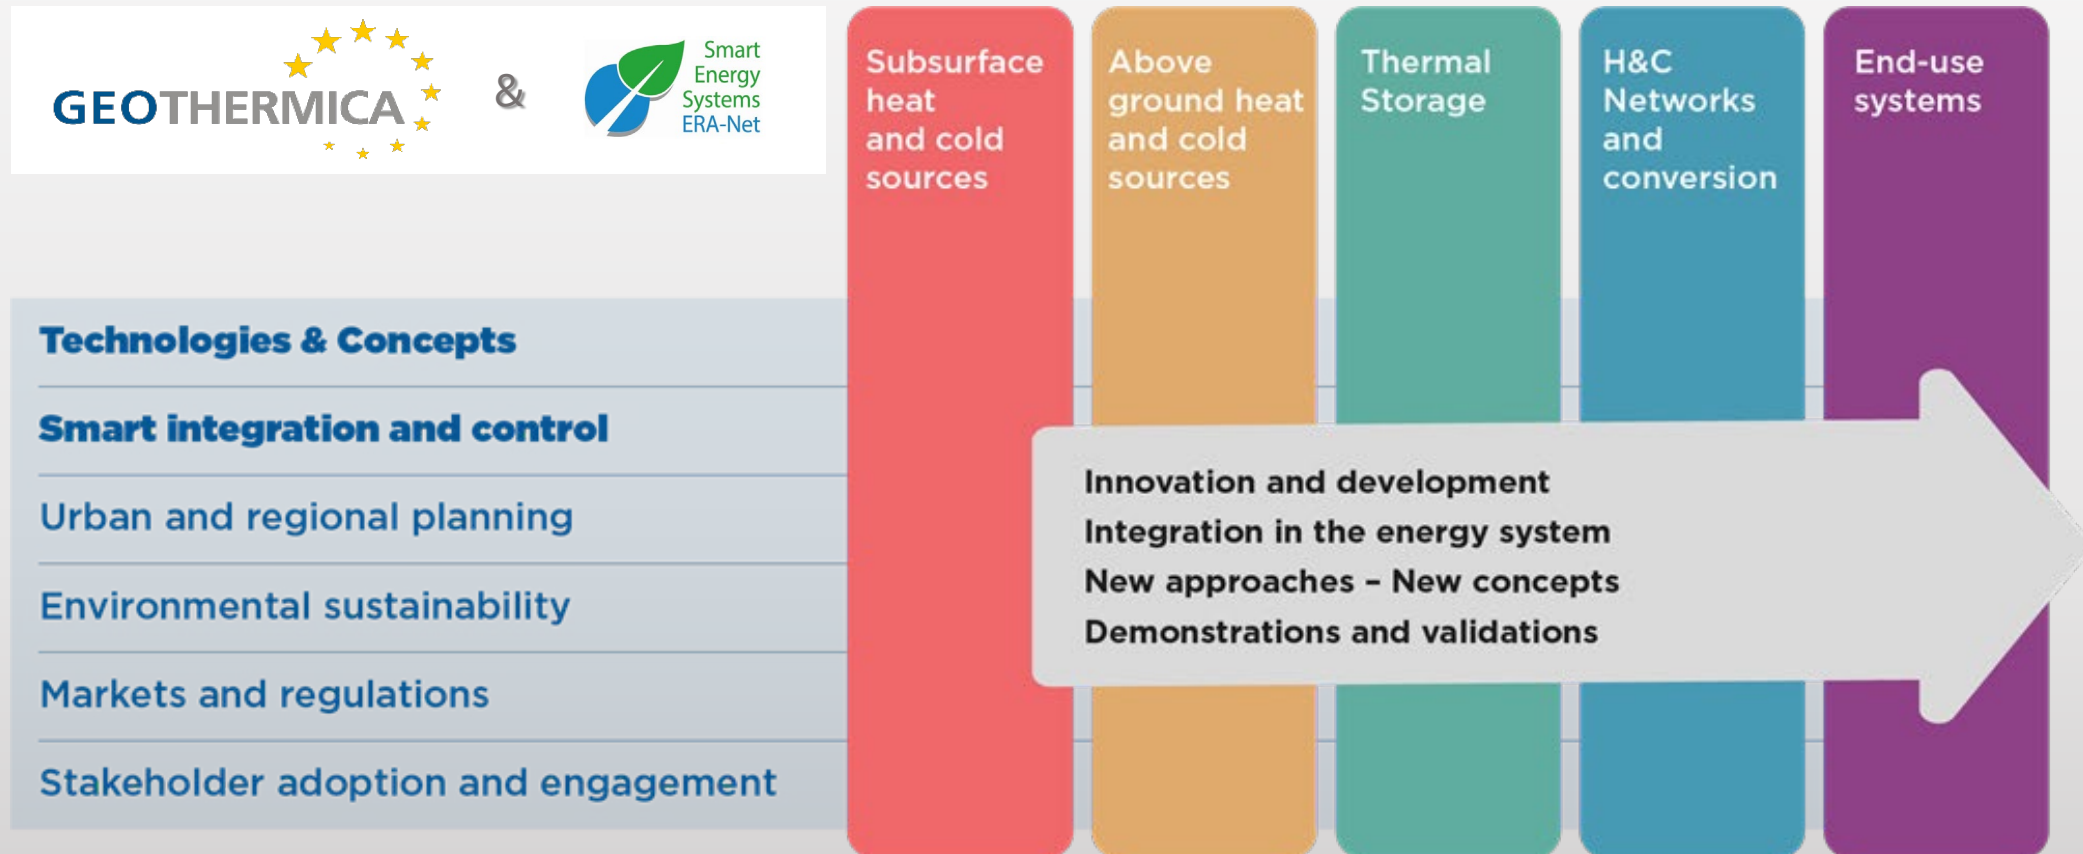 GEOTHERMICA
&
Smart
Energy
Systems
ERA-Net
Subsurface
heat
and cold
sources
Above
ground heat
and cold
sources
Thermal
Storage
H&C
Networks
and
conversion
End-use
systems
Technologies & Concepts
Smart integration and control
Urban and regional planning
Environmental sustainability
Markets and regulations
Stakeholder adoption and engagement
Innovation and development
Integration in the energy system
New approaches – New concepts
Demonstrations and validations